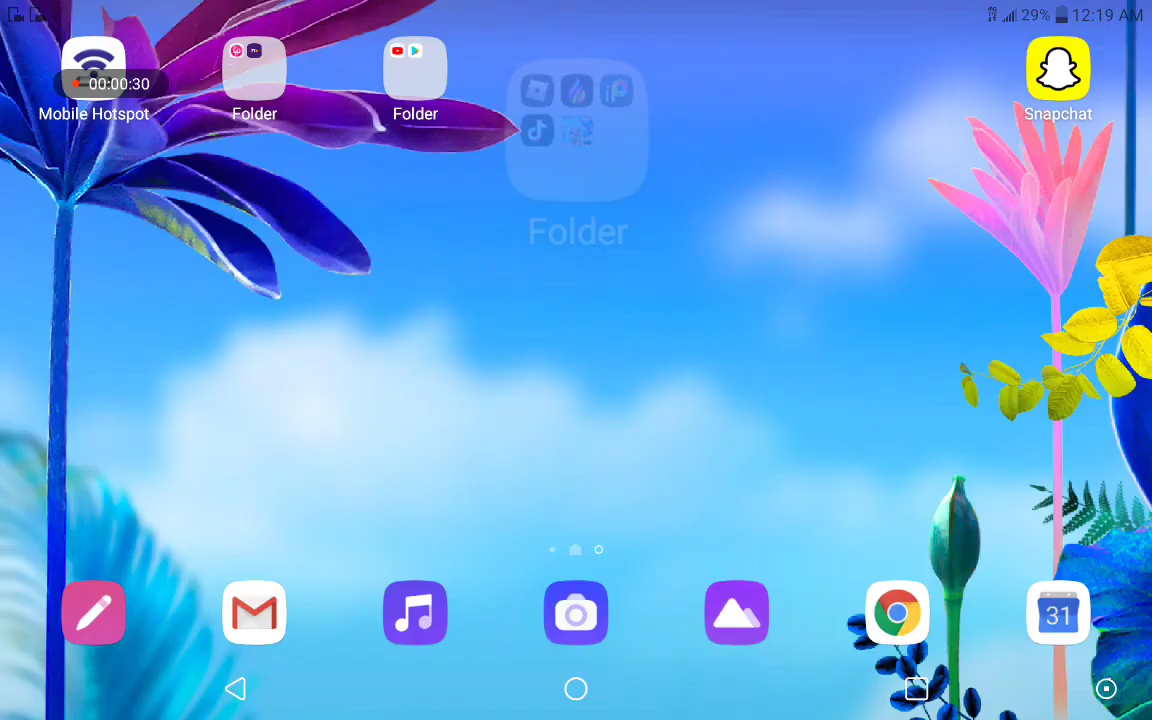 29% 12:19 AM
00:00:30
Mobile Hotspot
Folder
Folder
Snapchat
Folder
31